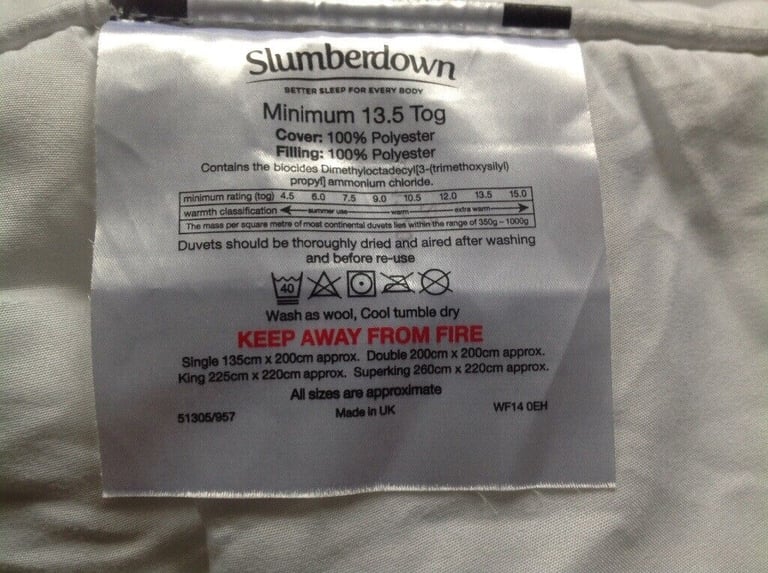 Slumberdown
BETTER SLEEP FOR EVERY BODY
Minimum 13.5 Tog
Cover: 100% Polyester
Filling: 100% Polyester
Contains the biocides Dimethyloctadecyl[3-(trimethoxysilyl)
propyl] ammonium chloride.
minimum rating (tog) 4.5 6.0 7.5 9.0 10.5 12.0 13.5 15.0
warmth classification summer use warm extra warm
The mass per square metre of most continental duvets lies within the range of 350g – 1000g
Duvets should be thoroughly dried and aired after washing
and before re-use
40
Wash as wool, Cool tumble dry
KEEP AWAY FROM FIRE
Single 135cm x 200cm approx. Double 200cm x 200cm approx.
King 225cm x 220cm approx. Superking 260cm x 220cm approx.
All sizes are approximate
51305/957 Made in UK WF14 0EH